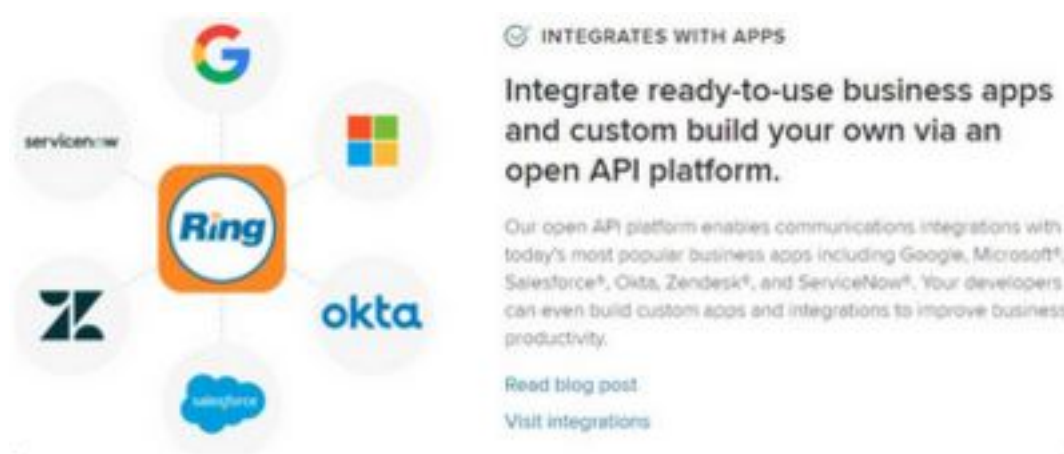 INTEGRATES WITH APPS
Integrate ready-to-use business apps
and custom build your own via an
open API platform.
Our open API platform enables communications integrations with
today's most popular business apps including Google, Microsoft®,
Salesforce®, Okta, Zendesk®, and ServiceNow®. Your developers
can even build custom apps and integrations to improve business
productivity.
Read blog post
Visit integrations
servicenow
Ring
okta
salesforce